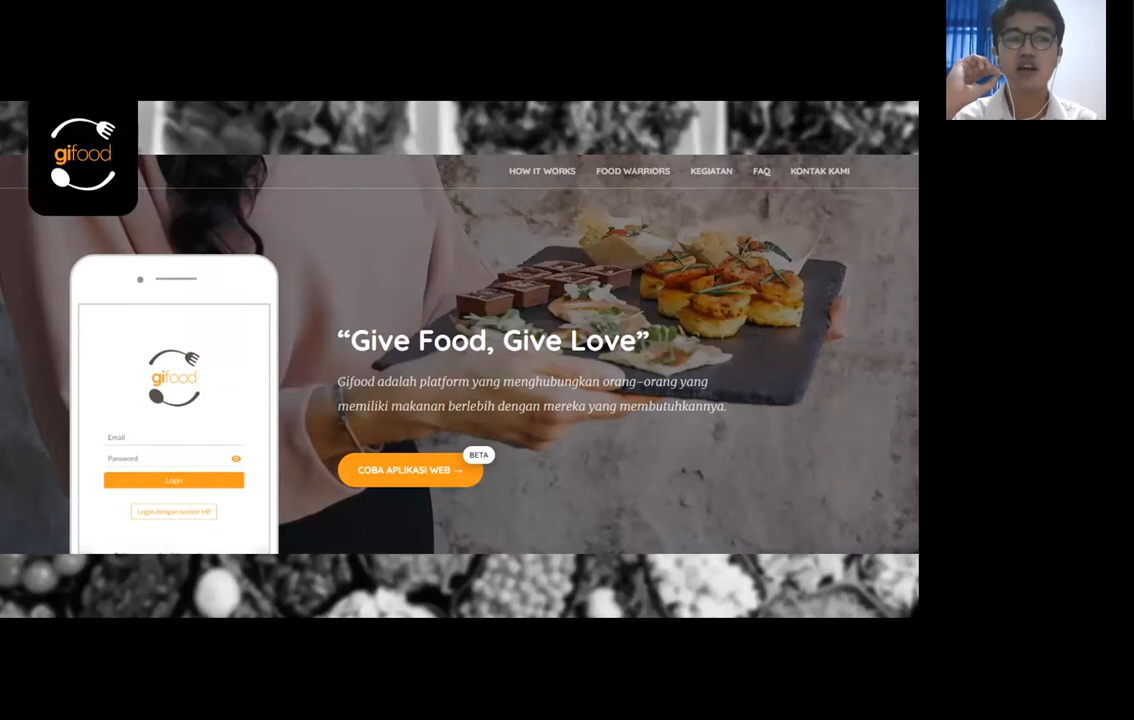 gifood
HOW IT WORKS
FOOD WARRIORS
KEGIATAN
FAQ
KONTAK KAMI
“Give Food, Give Love”
Gifood adalah platform yang menghubungkan orang-orang yang
memiliki makanan berlebih dengan mereka yang membutuhkannya.
BETA
COBA APLIKASI WEB →
gifood
Email
Password
Login
Login dengan nomor HP